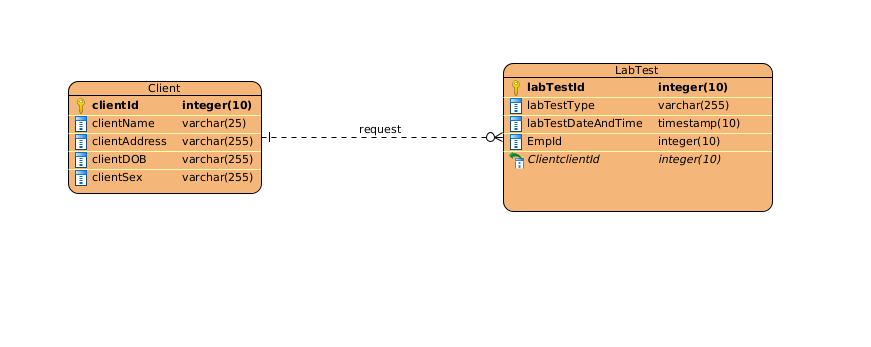 Client
clientId integer(10)
clientName varchar(25)
clientAddress varchar(255)
clientDOB varchar(255)
clientSex varchar(255)
request
LabTest
labTestId integer(10)
labTestType varchar(255)
labTestDateAndTime timestamp(10)
EmpId integer(10)
ClientclientId integer(10)